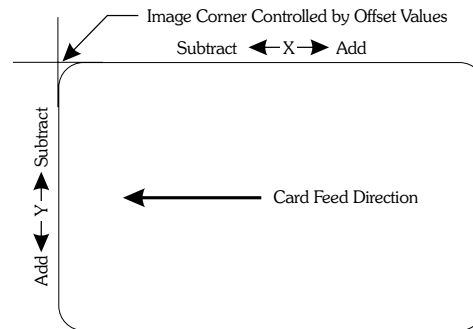 Image Corner Controlled by Offset Values
Subtract X Add
Add Y Subtract
Card Feed Direction